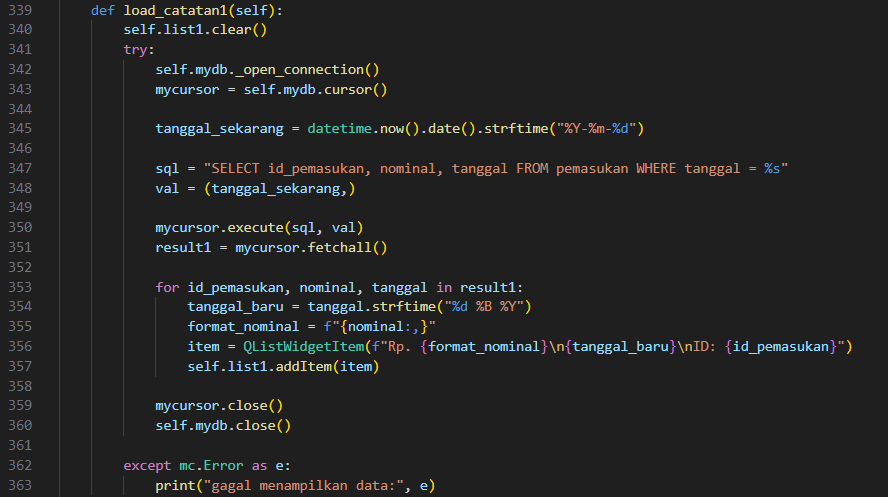 339 def load_catatan1(self):
340 self.list1.clear()
341 try:
342 self.mydb._open_connection()
343 mycursor = self.mydb.cursor()
344
345 tanggal_sekarang = datetime.now().date().strftime("%Y-%m-%d")
346
347 sql = "SELECT id_pemasukan, nominal, tanggal FROM pemasukan WHERE tanggal = %s"
348 val = (tanggal_sekarang,)
349
350 mycursor.execute(sql, val)
351 result1 = mycursor.fetchall()
352
353 for id_pemasukan, nominal, tanggal in result1:
354 tanggal_baru = tanggal.strftime("%d %B %Y")
355 format_nominal = f"{nominal:,}"
356 item = QListWidgetItem(f"Rp. {format_nominal}\n{tanggal_baru}\nID: {id_pemasukan}")
357 self.list1.addItem(item)
358
359 mycursor.close()
360 self.mydb.close()
361
362 except mc.Error as e:
363 print("gagal menampilkan data:", e)